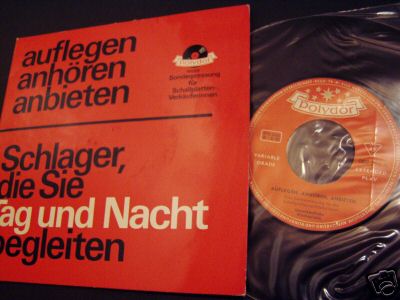 auflegen
anhören
anbieten
Polydor
Sonderpressung
für
Schallplatten-
Verkäuferinnen
Schlager,
die Sie
Tag und Nacht
begleiten
Polydor
VARIABLE
GRADE
EXTENDED
PLAY
AUFLEGEN, ANHÖREN, ANBIETEN